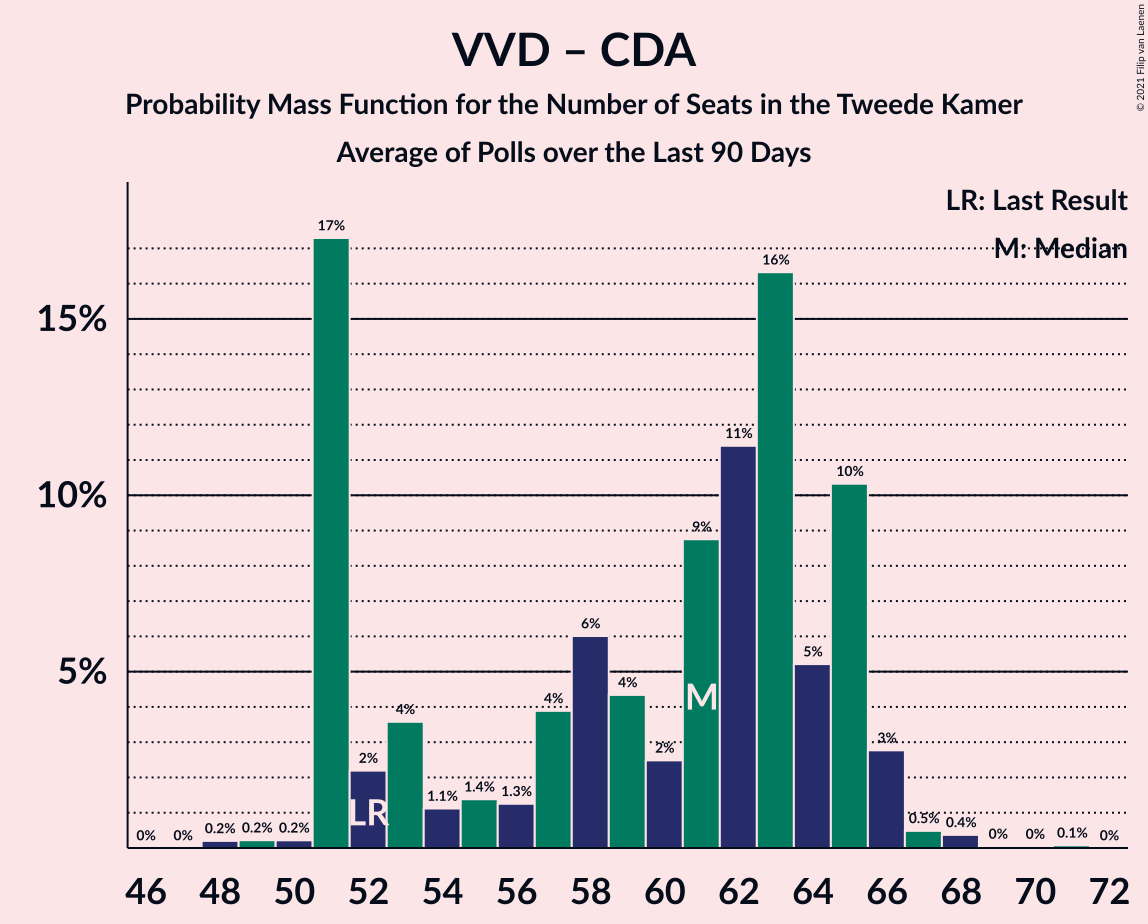 © 2021 Filip van Laenen
VVD – CDA
Probability Mass Function for the Number of Seats in the Tweede Kamer
Average of Polls over the Last 90 Days
LR: Last Result
M: Median
15%
10%
5%
0% 0% 0.2% 0.2% 0.2% 17% 2% 4% 1.1% 1.4% 1.3% 4% 6% 4% 2% 9% 11% 16% 5% 10% 3% 0.5% 0.4% 0% 0% 0.1% 0%
M
LR
46 48 50 52 54 56 58 60 62 64 66 68 70 72